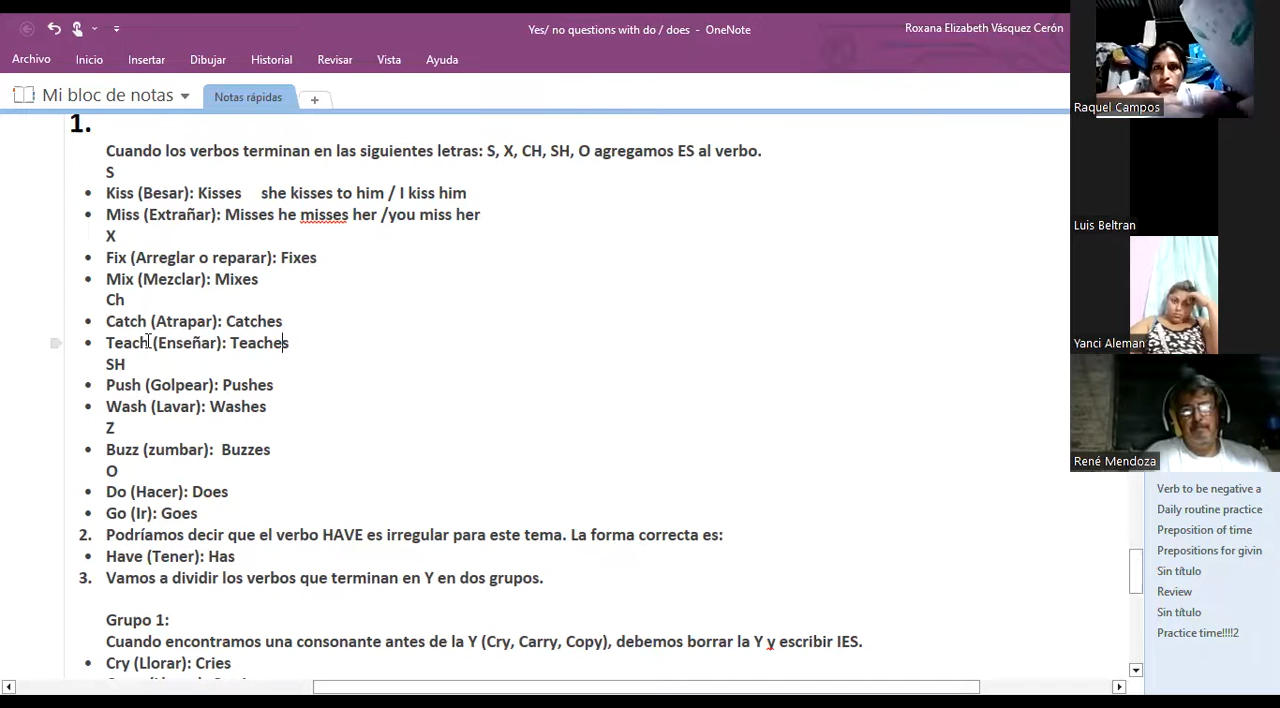 Yes/ no questions with do / does - OneNote
Roxana Elizabeth Vásquez Cerón
Archivo Inicio Insertar Dibujar Historial Revisar Vista Ayuda
Mi bloc de notas Notas rápidas
1.
Cuando los verbos terminan en las siguientes letras: S, X, CH, SH, O agregamos ES al verbo.
S
• Kiss (Besar): Kisses she kisses to him / I kiss him
• Miss (Extrañar): Misses he misses her /you miss her
X
• Fix (Arreglar o reparar): Fixes
• Mix (Mezclar): Mixes
Ch
• Catch (Atrapar): Catches
• Teach (Enseñar): Teaches
SH
• Push (Golpear): Pushes
• Wash (Lavar): Washes
Z
• Buzz (zumbar): Buzzes
O
• Do (Hacer): Does
• Go (Ir): Goes
2. Podríamos decir que el verbo HAVE es irregular para este tema. La forma correcta es:
• Have (Tener): Has
3. Vamos a dividir los verbos que terminan en Y en dos grupos.
Grupo 1:
Cuando encontramos una consonante antes de la Y (Cry, Carry, Copy), debemos borrar la Y y escribir IES.
• Cry (Llorar): Cries
Raquel Campos
Luis Beltran
Yanci Aleman
René Mendoza
Verb to be negative a
Daily routine practice
Preposition of time
Prepositions for givin
Sin título
Review
Sin título
Practice time!!!!2